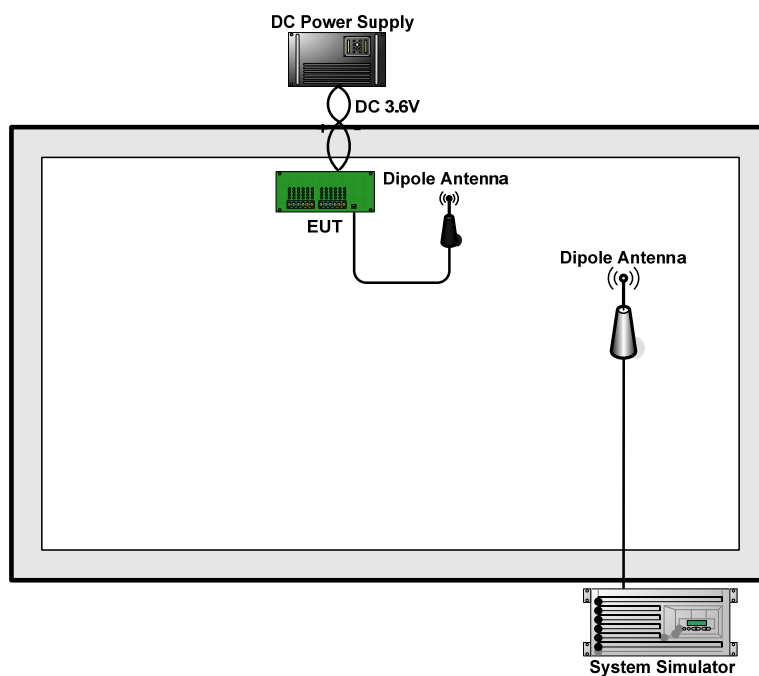 DC Power Supply
DC 3.6V
+ -
Dipole Antenna
EUT
Dipole Antenna
System Simulator